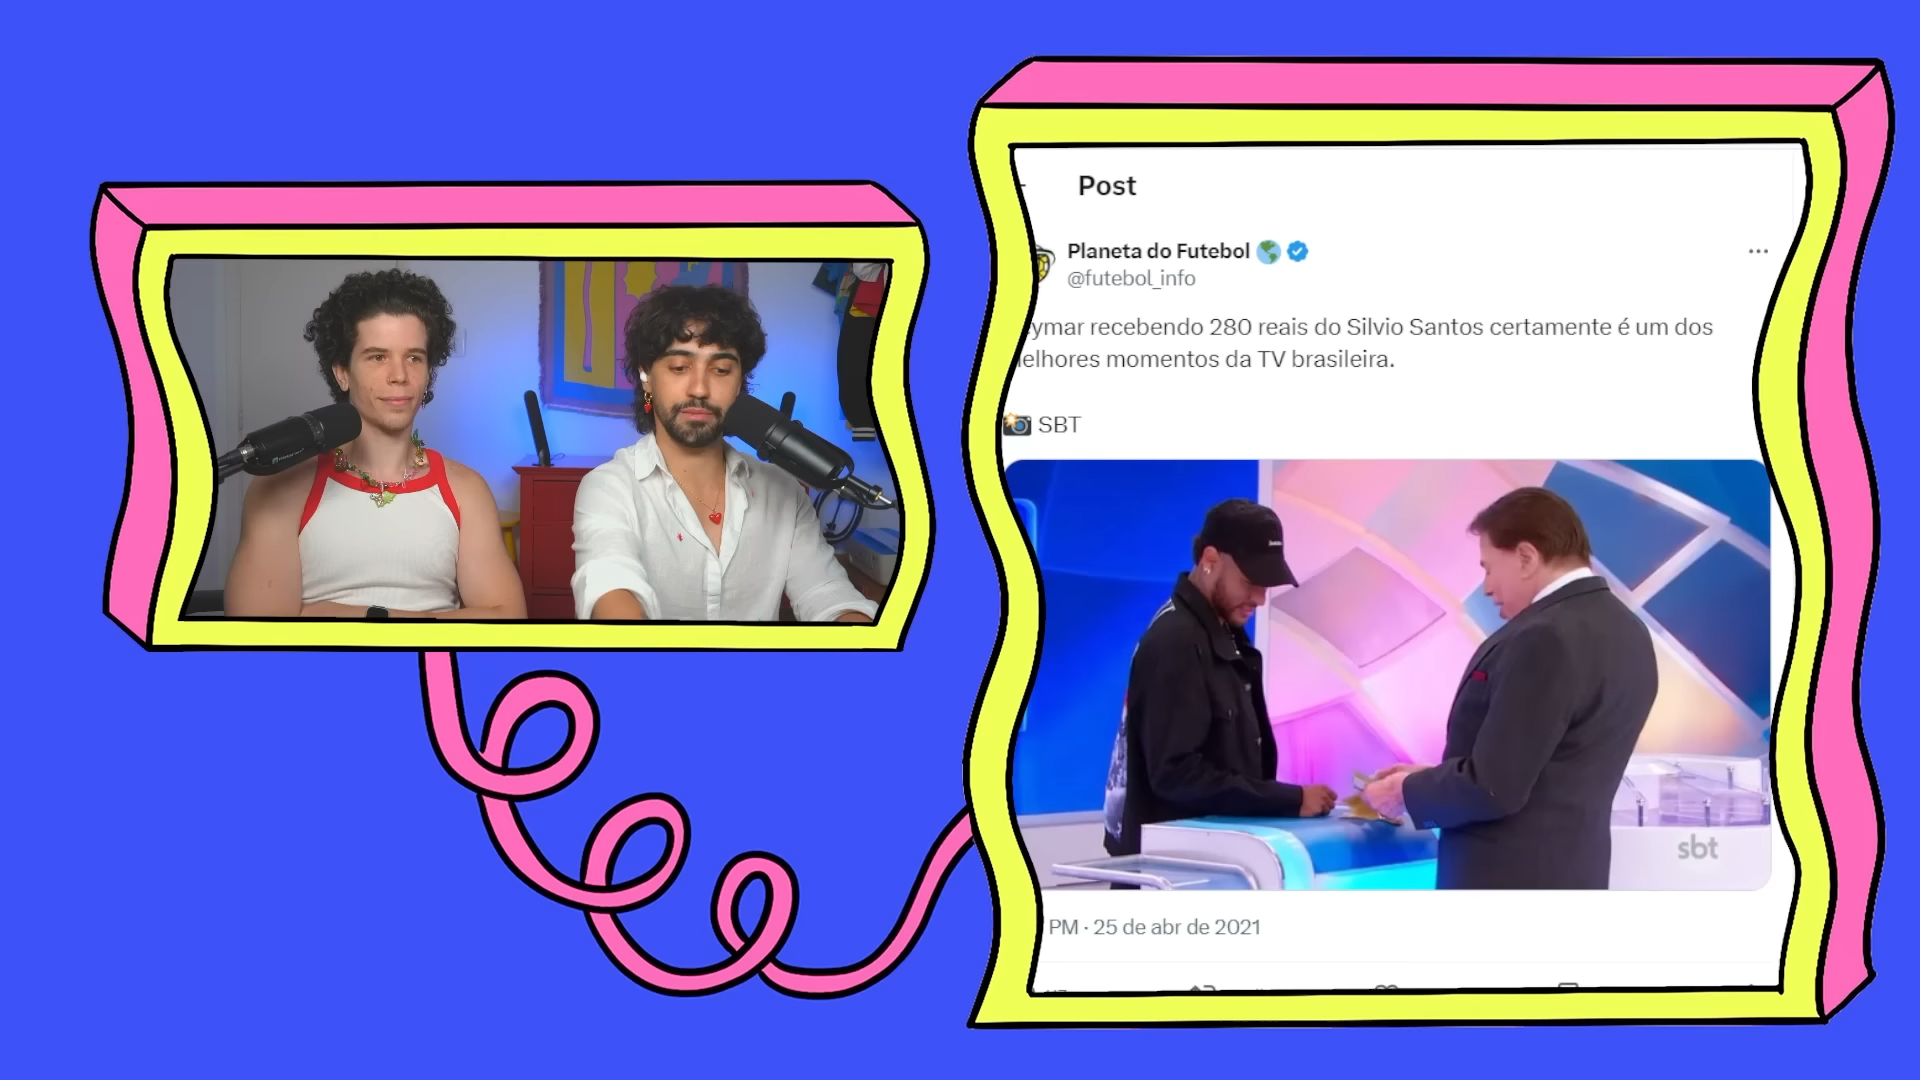 Post
Planeta do Futebol
@futebol_info
ymar recebendo 280 reais do Silvio Santos certamente é um dos
elhores momentos da TV brasileira.
SBT
sbt
PM · 25 de abr de 2021